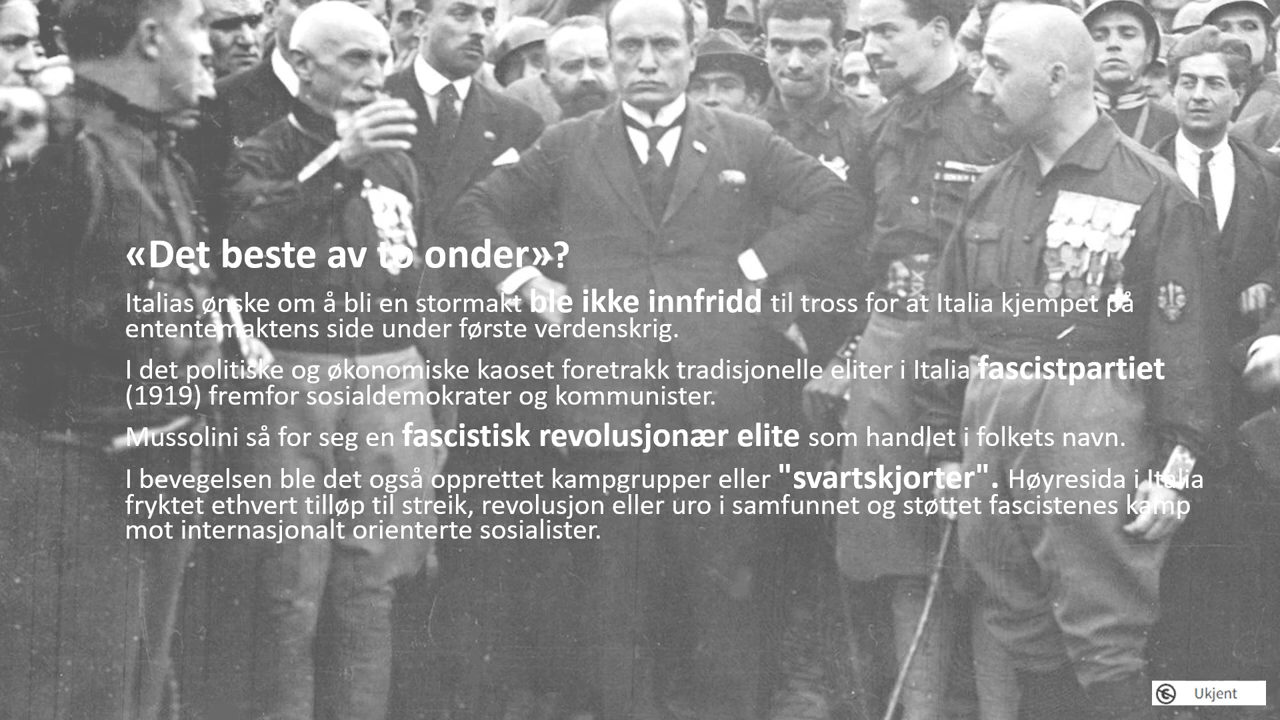 «Det beste av to onder»?
Italias ønske om å bli en stormakt ble ikke innfridd til tross for at Italia kjempet på
ententemaktens side under første verdenskrig.
I det politiske og økonomiske kaoset foretrakk tradisjonelle eliter i Italia fascistpartiet
(1919) fremfor sosialdemokrater og kommunister.
Mussolini så for seg en fascistisk revolusjonær elite som handlet i folkets navn.
I bevegelsen ble det også opprettet kampgrupper eller "svartskjorter". Høyresida i Italia
fryktet ethvert tilløp til streik, revolusjon eller uro i samfunnet og støttet fascistenes kamp
mot internasjonalt orienterte sosialister.
Ukjent